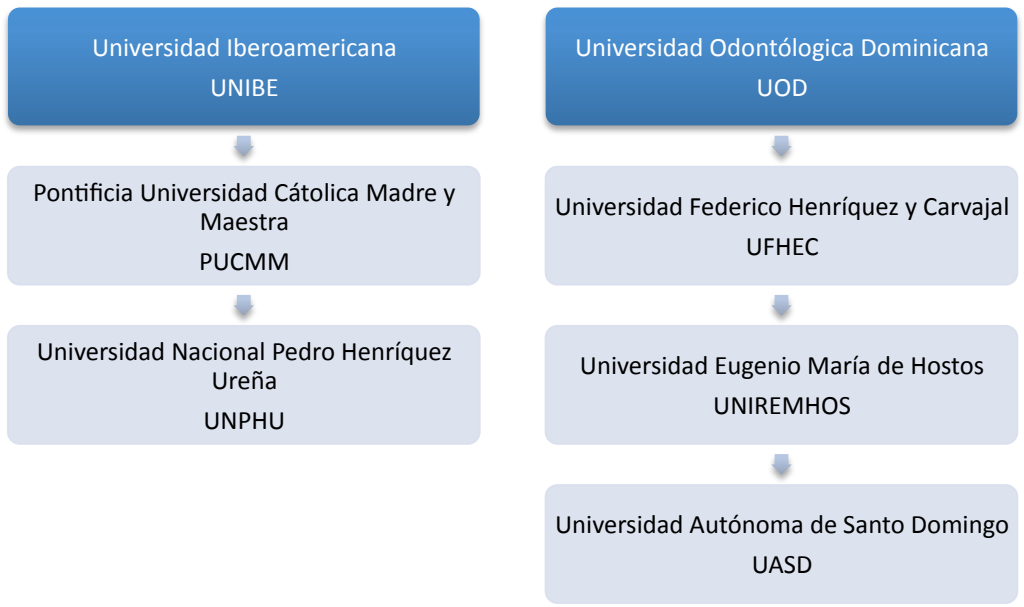 Universidad Iberoamericana
UNIBE
Pontificia Universidad Cátolica Madre y
Maestra
PUCMM
Universidad Nacional Pedro Henríquez
Ureña
UNPHU
Universidad Odontólogica Dominicana
UOD
Universidad Federico Henríquez y Carvajal
UFHEC
Universidad Eugenio María de Hostos
UNIREMHOS
Universidad Autónoma de Santo Domingo
UASD